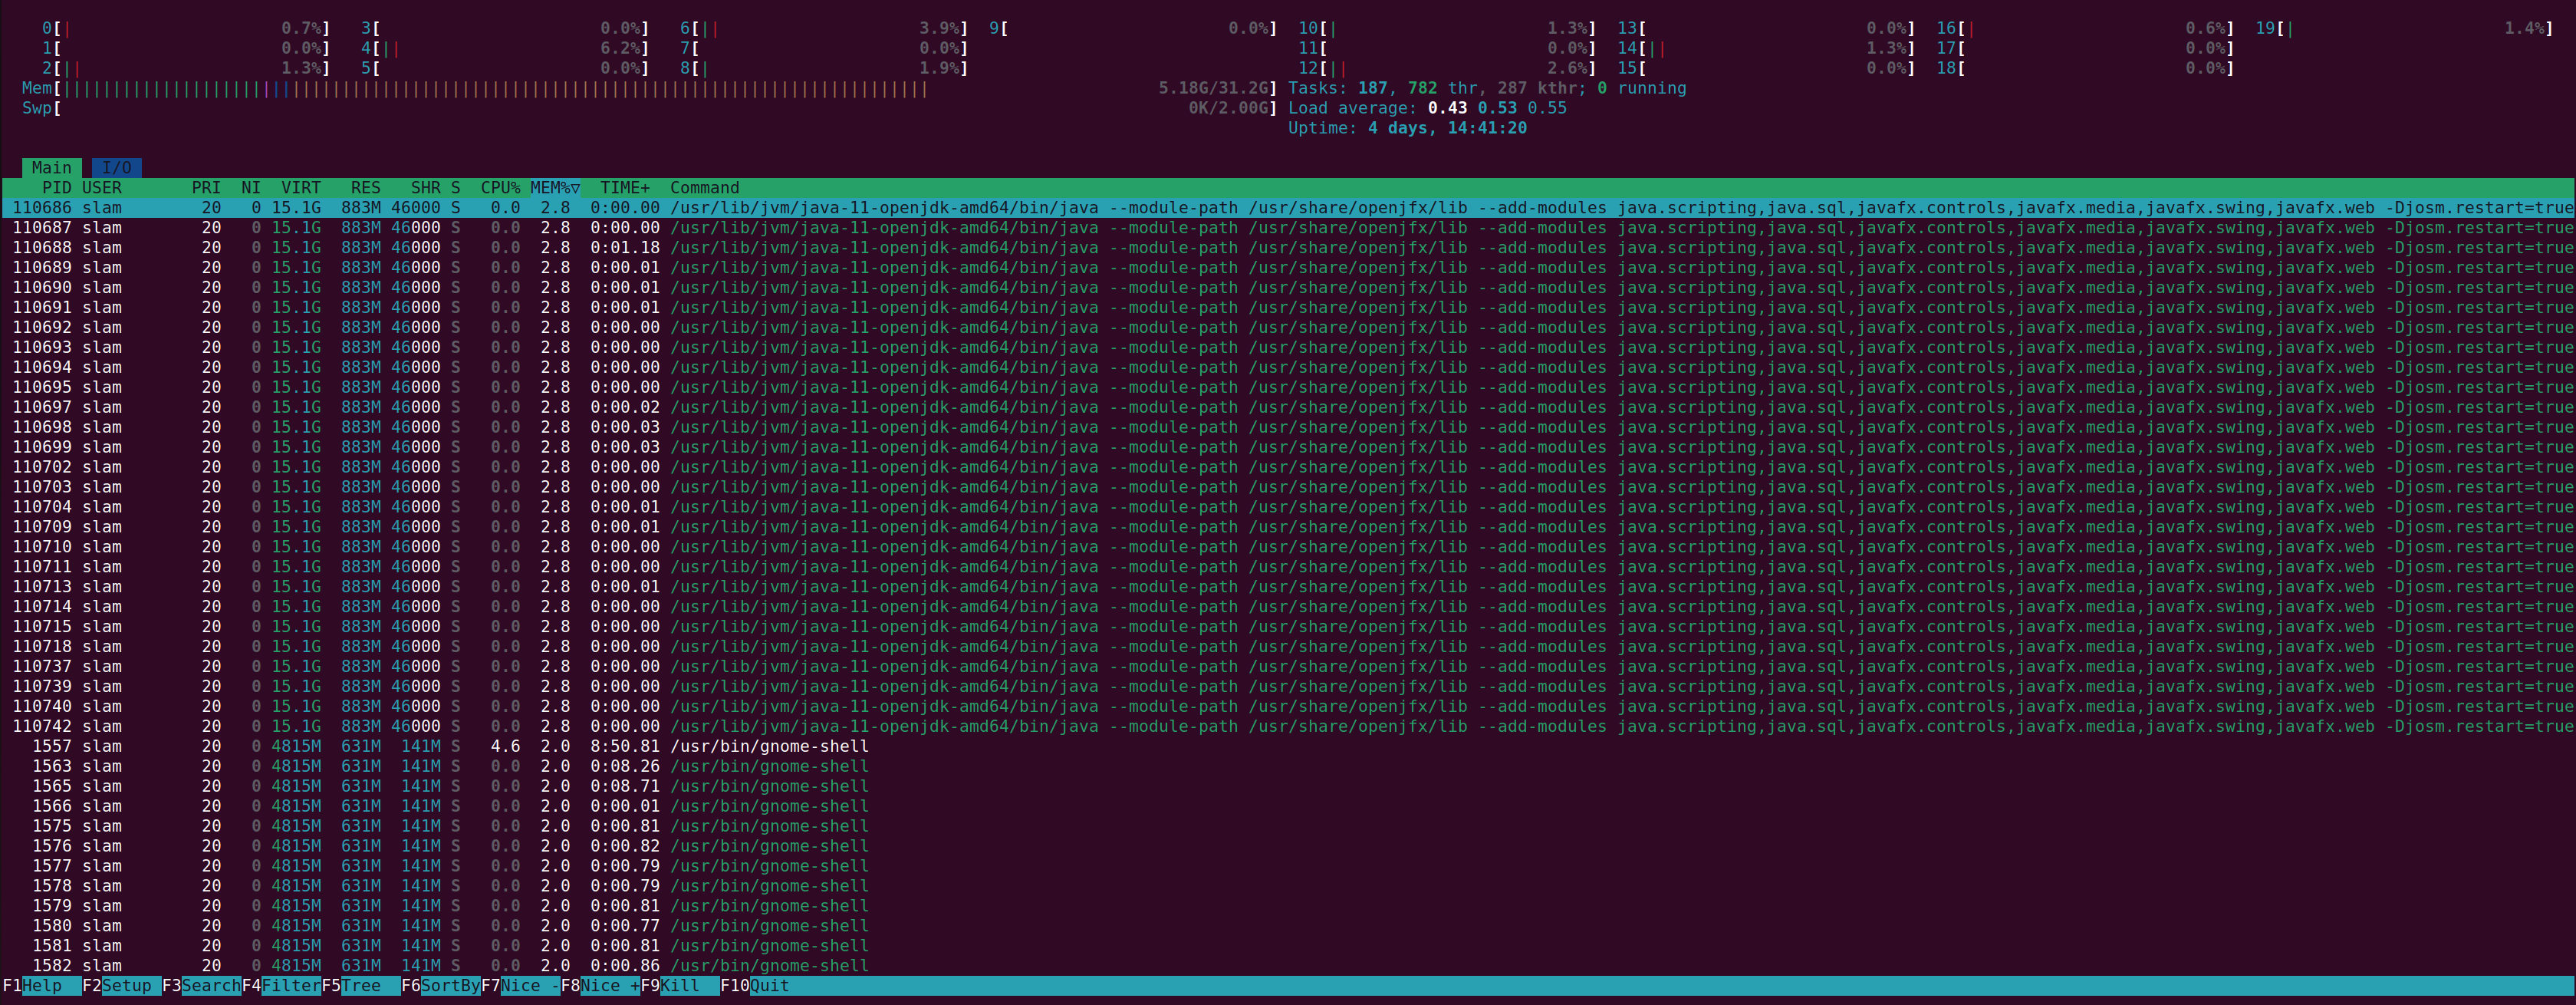 0[| 0.7%] 3[ 0.0%] 6[|| 3.9%] 9[ 0.0%] 10[| 1.3%] 13[ 0.0%] 16[| 0.6%] 19[| 1.4%]
1[ 0.0%] 4[||| 6.2%] 7[ 0.0%] 11[ 0.0%] 14[|| 1.3%] 17[ 0.0%]
2[|| 1.3%] 5[ 0.0%] 8[| 1.9%] 12[|| 2.6%] 15[ 0.0%] 18[ 0.0%]
Mem[||||||||||||||||||||||||||||||||||||||||||||||||||||||||||||||||||||||||||||||||||||||| 5.18G/31.2G] Tasks: 187, 782 thr, 287 kthr; 0 running
Swp[ 0K/2.00G] Load average: 0.43 0.53 0.55
Uptime: 4 days, 14:41:20
Main I/O
PID USER PRI NI VIRT RES SHR S CPU% MEM%▽ TIME+ Command
110686 slam 20 0 15.1G 883M 46000 S 0.0 2.8 0:00.00 /usr/lib/jvm/java-11-openjdk-amd64/bin/java --module-path /usr/share/openjfx/lib --add-modules java.scripting,java.sql,javafx.controls,javafx.media,javafx.swing,javafx.web -Djosm.restart=true
110687 slam 20 0 15.1G 883M 46000 S 0.0 2.8 0:00.00 /usr/lib/jvm/java-11-openjdk-amd64/bin/java --module-path /usr/share/openjfx/lib --add-modules java.scripting,java.sql,javafx.controls,javafx.media,javafx.swing,javafx.web -Djosm.restart=true
110688 slam 20 0 15.1G 883M 46000 S 0.0 2.8 0:01.18 /usr/lib/jvm/java-11-openjdk-amd64/bin/java --module-path /usr/share/openjfx/lib --add-modules java.scripting,java.sql,javafx.controls,javafx.media,javafx.swing,javafx.web -Djosm.restart=true
110689 slam 20 0 15.1G 883M 46000 S 0.0 2.8 0:00.01 /usr/lib/jvm/java-11-openjdk-amd64/bin/java --module-path /usr/share/openjfx/lib --add-modules java.scripting,java.sql,javafx.controls,javafx.media,javafx.swing,javafx.web -Djosm.restart=true
110690 slam 20 0 15.1G 883M 46000 S 0.0 2.8 0:00.01 /usr/lib/jvm/java-11-openjdk-amd64/bin/java --module-path /usr/share/openjfx/lib --add-modules java.scripting,java.sql,javafx.controls,javafx.media,javafx.swing,javafx.web -Djosm.restart=true
110691 slam 20 0 15.1G 883M 46000 S 0.0 2.8 0:00.01 /usr/lib/jvm/java-11-openjdk-amd64/bin/java --module-path /usr/share/openjfx/lib --add-modules java.scripting,java.sql,javafx.controls,javafx.media,javafx.swing,javafx.web -Djosm.restart=true
110692 slam 20 0 15.1G 883M 46000 S 0.0 2.8 0:00.00 /usr/lib/jvm/java-11-openjdk-amd64/bin/java --module-path /usr/share/openjfx/lib --add-modules java.scripting,java.sql,javafx.controls,javafx.media,javafx.swing,javafx.web -Djosm.restart=true
110693 slam 20 0 15.1G 883M 46000 S 0.0 2.8 0:00.00 /usr/lib/jvm/java-11-openjdk-amd64/bin/java --module-path /usr/share/openjfx/lib --add-modules java.scripting,java.sql,javafx.controls,javafx.media,javafx.swing,javafx.web -Djosm.restart=true
110694 slam 20 0 15.1G 883M 46000 S 0.0 2.8 0:00.00 /usr/lib/jvm/java-11-openjdk-amd64/bin/java --module-path /usr/share/openjfx/lib --add-modules java.scripting,java.sql,javafx.controls,javafx.media,javafx.swing,javafx.web -Djosm.restart=true
110695 slam 20 0 15.1G 883M 46000 S 0.0 2.8 0:00.00 /usr/lib/jvm/java-11-openjdk-amd64/bin/java --module-path /usr/share/openjfx/lib --add-modules java.scripting,java.sql,javafx.controls,javafx.media,javafx.swing,javafx.web -Djosm.restart=true
110697 slam 20 0 15.1G 883M 46000 S 0.0 2.8 0:00.02 /usr/lib/jvm/java-11-openjdk-amd64/bin/java --module-path /usr/share/openjfx/lib --add-modules java.scripting,java.sql,javafx.controls,javafx.media,javafx.swing,javafx.web -Djosm.restart=true
110698 slam 20 0 15.1G 883M 46000 S 0.0 2.8 0:00.03 /usr/lib/jvm/java-11-openjdk-amd64/bin/java --module-path /usr/share/openjfx/lib --add-modules java.scripting,java.sql,javafx.controls,javafx.media,javafx.swing,javafx.web -Djosm.restart=true
110699 slam 20 0 15.1G 883M 46000 S 0.0 2.8 0:00.03 /usr/lib/jvm/java-11-openjdk-amd64/bin/java --module-path /usr/share/openjfx/lib --add-modules java.scripting,java.sql,javafx.controls,javafx.media,javafx.swing,javafx.web -Djosm.restart=true
110702 slam 20 0 15.1G 883M 46000 S 0.0 2.8 0:00.00 /usr/lib/jvm/java-11-openjdk-amd64/bin/java --module-path /usr/share/openjfx/lib --add-modules java.scripting,java.sql,javafx.controls,javafx.media,javafx.swing,javafx.web -Djosm.restart=true
110703 slam 20 0 15.1G 883M 46000 S 0.0 2.8 0:00.00 /usr/lib/jvm/java-11-openjdk-amd64/bin/java --module-path /usr/share/openjfx/lib --add-modules java.scripting,java.sql,javafx.controls,javafx.media,javafx.swing,javafx.web -Djosm.restart=true
110704 slam 20 0 15.1G 883M 46000 S 0.0 2.8 0:00.01 /usr/lib/jvm/java-11-openjdk-amd64/bin/java --module-path /usr/share/openjfx/lib --add-modules java.scripting,java.sql,javafx.controls,javafx.media,javafx.swing,javafx.web -Djosm.restart=true
110709 slam 20 0 15.1G 883M 46000 S 0.0 2.8 0:00.01 /usr/lib/jvm/java-11-openjdk-amd64/bin/java --module-path /usr/share/openjfx/lib --add-modules java.scripting,java.sql,javafx.controls,javafx.media,javafx.swing,javafx.web -Djosm.restart=true
110710 slam 20 0 15.1G 883M 46000 S 0.0 2.8 0:00.00 /usr/lib/jvm/java-11-openjdk-amd64/bin/java --module-path /usr/share/openjfx/lib --add-modules java.scripting,java.sql,javafx.controls,javafx.media,javafx.swing,javafx.web -Djosm.restart=true
110711 slam 20 0 15.1G 883M 46000 S 0.0 2.8 0:00.00 /usr/lib/jvm/java-11-openjdk-amd64/bin/java --module-path /usr/share/openjfx/lib --add-modules java.scripting,java.sql,javafx.controls,javafx.media,javafx.swing,javafx.web -Djosm.restart=true
110713 slam 20 0 15.1G 883M 46000 S 0.0 2.8 0:00.01 /usr/lib/jvm/java-11-openjdk-amd64/bin/java --module-path /usr/share/openjfx/lib --add-modules java.scripting,java.sql,javafx.controls,javafx.media,javafx.swing,javafx.web -Djosm.restart=true
110714 slam 20 0 15.1G 883M 46000 S 0.0 2.8 0:00.00 /usr/lib/jvm/java-11-openjdk-amd64/bin/java --module-path /usr/share/openjfx/lib --add-modules java.scripting,java.sql,javafx.controls,javafx.media,javafx.swing,javafx.web -Djosm.restart=true
110715 slam 20 0 15.1G 883M 46000 S 0.0 2.8 0:00.00 /usr/lib/jvm/java-11-openjdk-amd64/bin/java --module-path /usr/share/openjfx/lib --add-modules java.scripting,java.sql,javafx.controls,javafx.media,javafx.swing,javafx.web -Djosm.restart=true
110718 slam 20 0 15.1G 883M 46000 S 0.0 2.8 0:00.00 /usr/lib/jvm/java-11-openjdk-amd64/bin/java --module-path /usr/share/openjfx/lib --add-modules java.scripting,java.sql,javafx.controls,javafx.media,javafx.swing,javafx.web -Djosm.restart=true
110737 slam 20 0 15.1G 883M 46000 S 0.0 2.8 0:00.00 /usr/lib/jvm/java-11-openjdk-amd64/bin/java --module-path /usr/share/openjfx/lib --add-modules java.scripting,java.sql,javafx.controls,javafx.media,javafx.swing,javafx.web -Djosm.restart=true
110739 slam 20 0 15.1G 883M 46000 S 0.0 2.8 0:00.00 /usr/lib/jvm/java-11-openjdk-amd64/bin/java --module-path /usr/share/openjfx/lib --add-modules java.scripting,java.sql,javafx.controls,javafx.media,javafx.swing,javafx.web -Djosm.restart=true
110740 slam 20 0 15.1G 883M 46000 S 0.0 2.8 0:00.00 /usr/lib/jvm/java-11-openjdk-amd64/bin/java --module-path /usr/share/openjfx/lib --add-modules java.scripting,java.sql,javafx.controls,javafx.media,javafx.swing,javafx.web -Djosm.restart=true
110742 slam 20 0 15.1G 883M 46000 S 0.0 2.8 0:00.00 /usr/lib/jvm/java-11-openjdk-amd64/bin/java --module-path /usr/share/openjfx/lib --add-modules java.scripting,java.sql,javafx.controls,javafx.media,javafx.swing,javafx.web -Djosm.restart=true
1557 slam 20 0 4815M 631M 141M S 4.6 2.0 8:50.81 /usr/bin/gnome-shell
1563 slam 20 0 4815M 631M 141M S 0.0 2.0 0:08.26 /usr/bin/gnome-shell
1565 slam 20 0 4815M 631M 141M S 0.0 2.0 0:08.71 /usr/bin/gnome-shell
1566 slam 20 0 4815M 631M 141M S 0.0 2.0 0:00.01 /usr/bin/gnome-shell
1575 slam 20 0 4815M 631M 141M S 0.0 2.0 0:00.81 /usr/bin/gnome-shell
1576 slam 20 0 4815M 631M 141M S 0.0 2.0 0:00.82 /usr/bin/gnome-shell
1577 slam 20 0 4815M 631M 141M S 0.0 2.0 0:00.79 /usr/bin/gnome-shell
1578 slam 20 0 4815M 631M 141M S 0.0 2.0 0:00.79 /usr/bin/gnome-shell
1579 slam 20 0 4815M 631M 141M S 0.0 2.0 0:00.81 /usr/bin/gnome-shell
1580 slam 20 0 4815M 631M 141M S 0.0 2.0 0:00.77 /usr/bin/gnome-shell
1581 slam 20 0 4815M 631M 141M S 0.0 2.0 0:00.81 /usr/bin/gnome-shell
1582 slam 20 0 4815M 631M 141M S 0.0 2.0 0:00.86 /usr/bin/gnome-shell
F1Help F2Setup F3SearchF4FilterF5Tree F6SortByF7Nice -F8Nice +F9Kill F10Quit